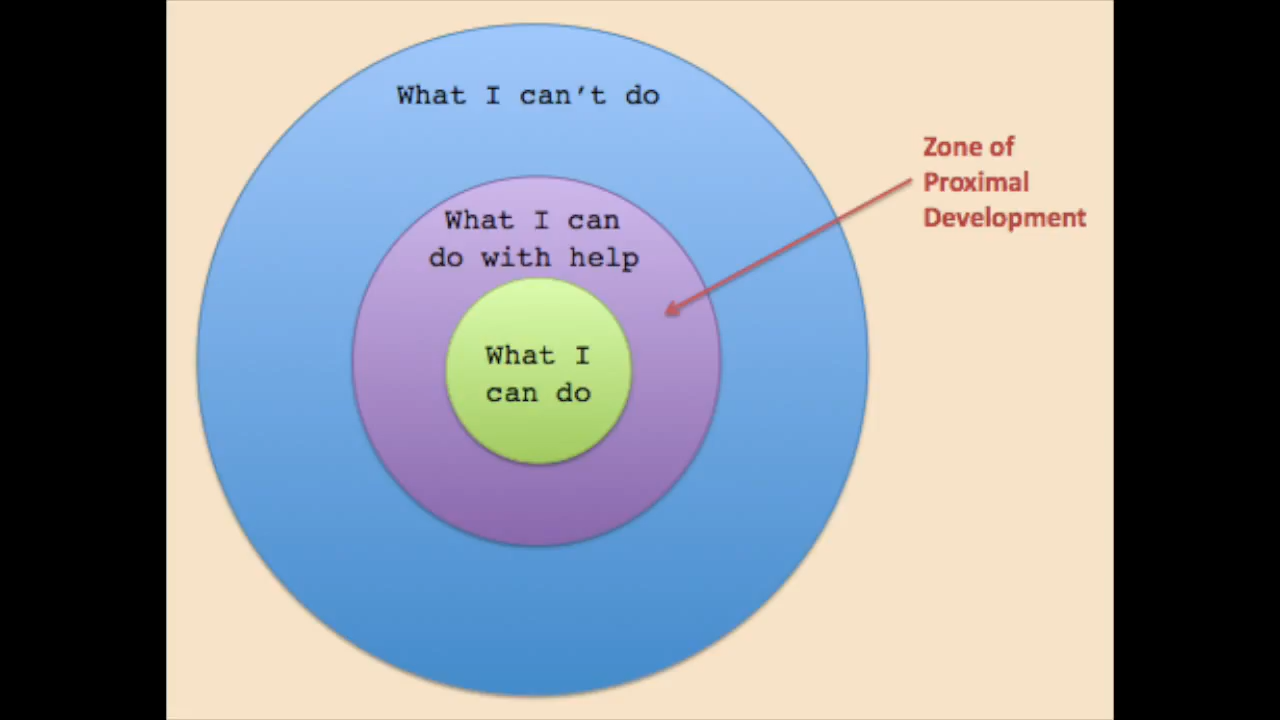 What I can’t do
Zone of
Proximal
Development
What I can
do with help
What I
can do